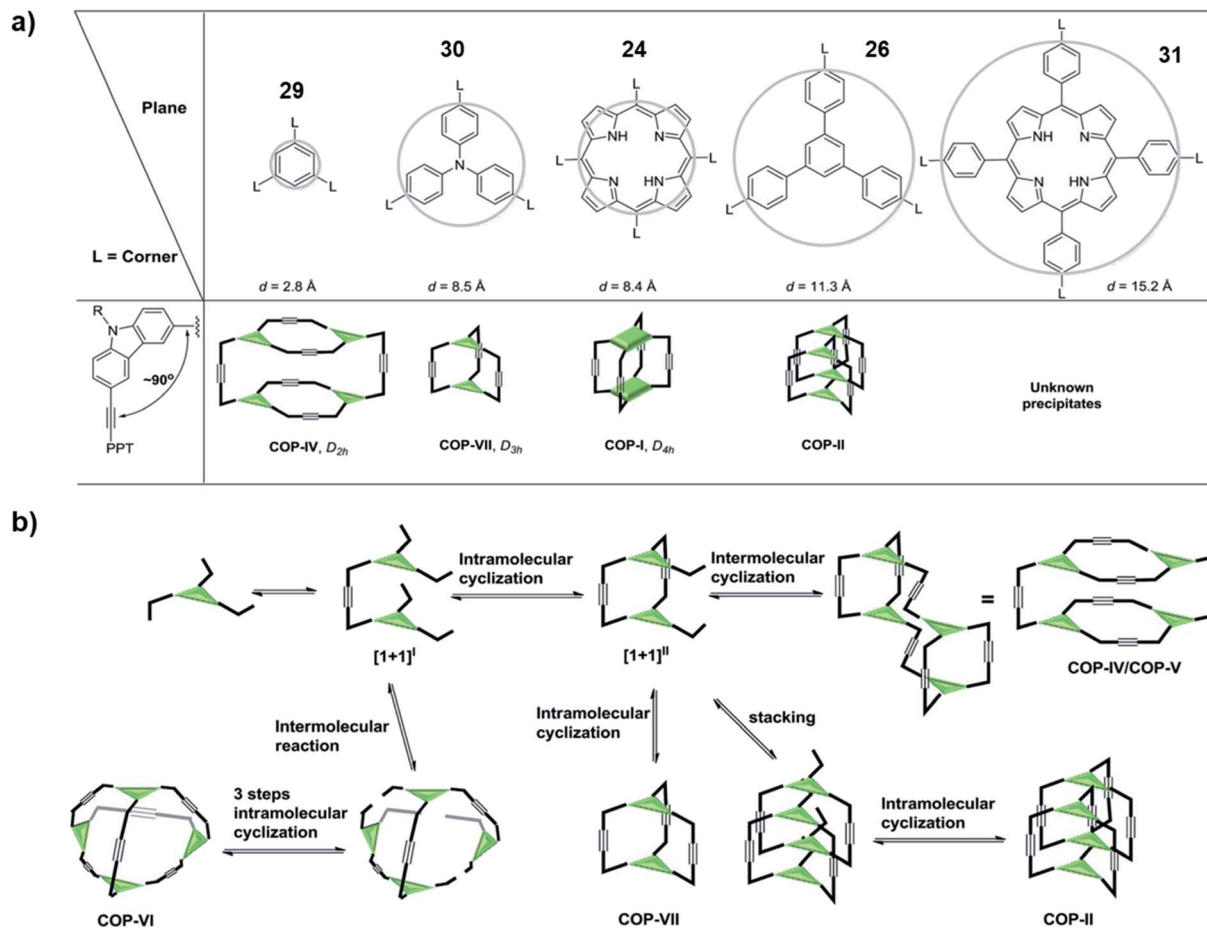 a)
Plane
L = Corner
29
30
24
26
31
L
L
L
L
N
L
L
L
NH
N
N
HN
L
L
L
L
L
L
L
NH
N
N
HN
L
L
L
d = 2.8 Å
d = 8.5 Å
d = 8.4 Å
d = 11.3 Å
d = 15.2 Å
R
N
~90º
PPT
COP-IV, D2h
COP-VII, D3h
COP-I, D4h
COP-II
Unknown
precipitates
b)
Intramolecular
cyclization
Intermolecular
cyclization
=
[1+1]I
[1+1]II
COP-IV/COP-V
Intermolecular
reaction
Intramolecular
cyclization
stacking
3 steps
intramolecular
cyclization
Intramolecular
cyclization
COP-VI
COP-VII
COP-II